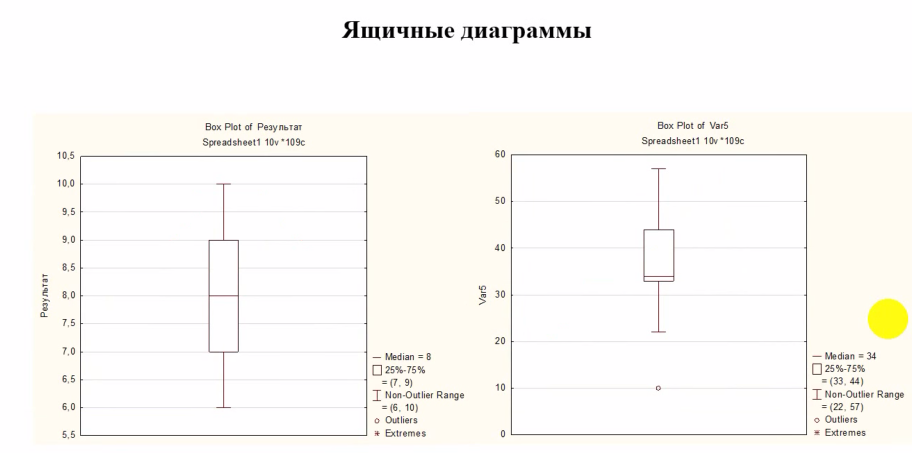 Ящичные диаграммы
Box Plot of Результат
Spreadsheet1 10v *109c
10,5
10,0
9,5
9,0
8,5
8,0
7,5
7,0
6,5
6,0
5,5
Результат
Median = 8
25%-75%
= (7, 9)
Non-Outlier Range
= (6, 10)
Outliers
Extremes
Box Plot of Var5
Spreadsheet1 10v *109c
60
50
40
30
20
10
0
Var5
Median = 34
25%-75%
= (33, 44)
Non-Outlier Range
= (22, 57)
Outliers
Extremes